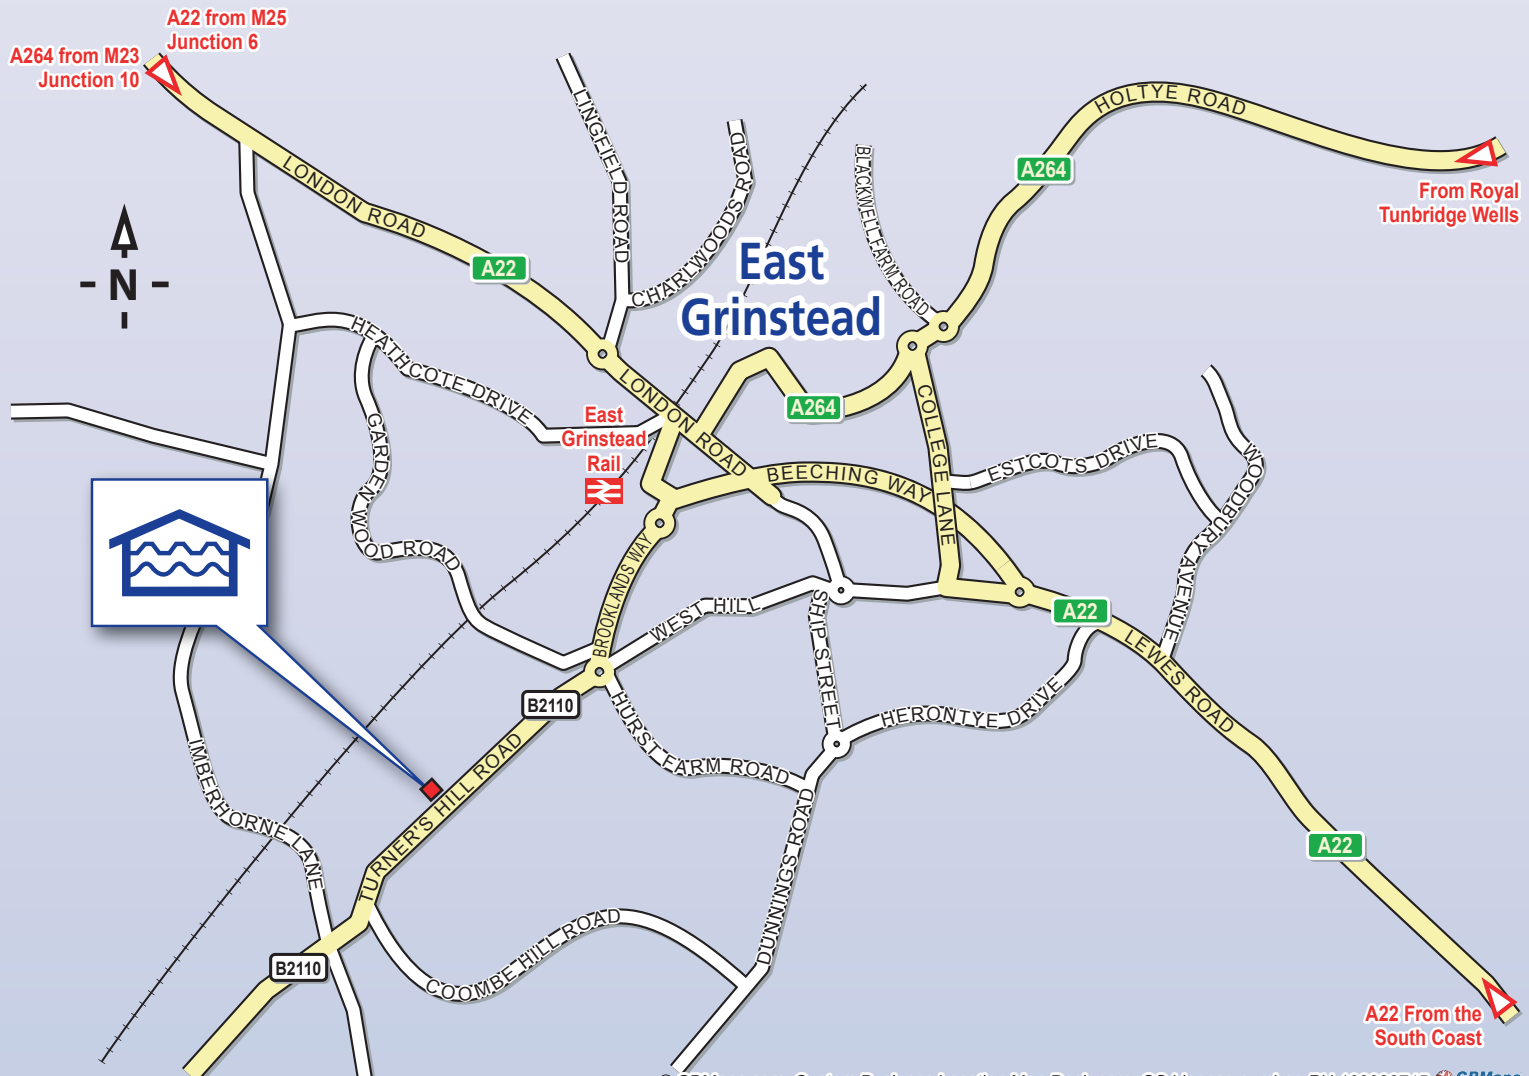 A22 from M25
Junction 6
A264 from M23
Junction 10
LINGFIELD ROAD
CHARLWOODS ROAD
BLACKWELL FARM ROAD
HOLTYE ROAD
A264
From Royal
Tunbridge Wells
LONDON ROAD
A22
N
East
Grinstead
HEATHCOTE DRIVE
LONDON ROAD
A264
COLLEGE LANE
East
Grinstead
Rail
GARDEN WOOD ROAD
BEECHING WAY
ESTCOTS DRIVE
WOODBURY AVENUE
BROOKLANDS WAY
WEST HILL
SHIP STREET
A22
LEWES ROAD
B2110
HURST FARM ROAD
HERONTYE DRIVE
TURNER'S HILL ROAD
IMBERHORNE LANE
DUNNINGS ROAD
A22
COOMBE HILL ROAD
B2110
A22 From the
South Coast